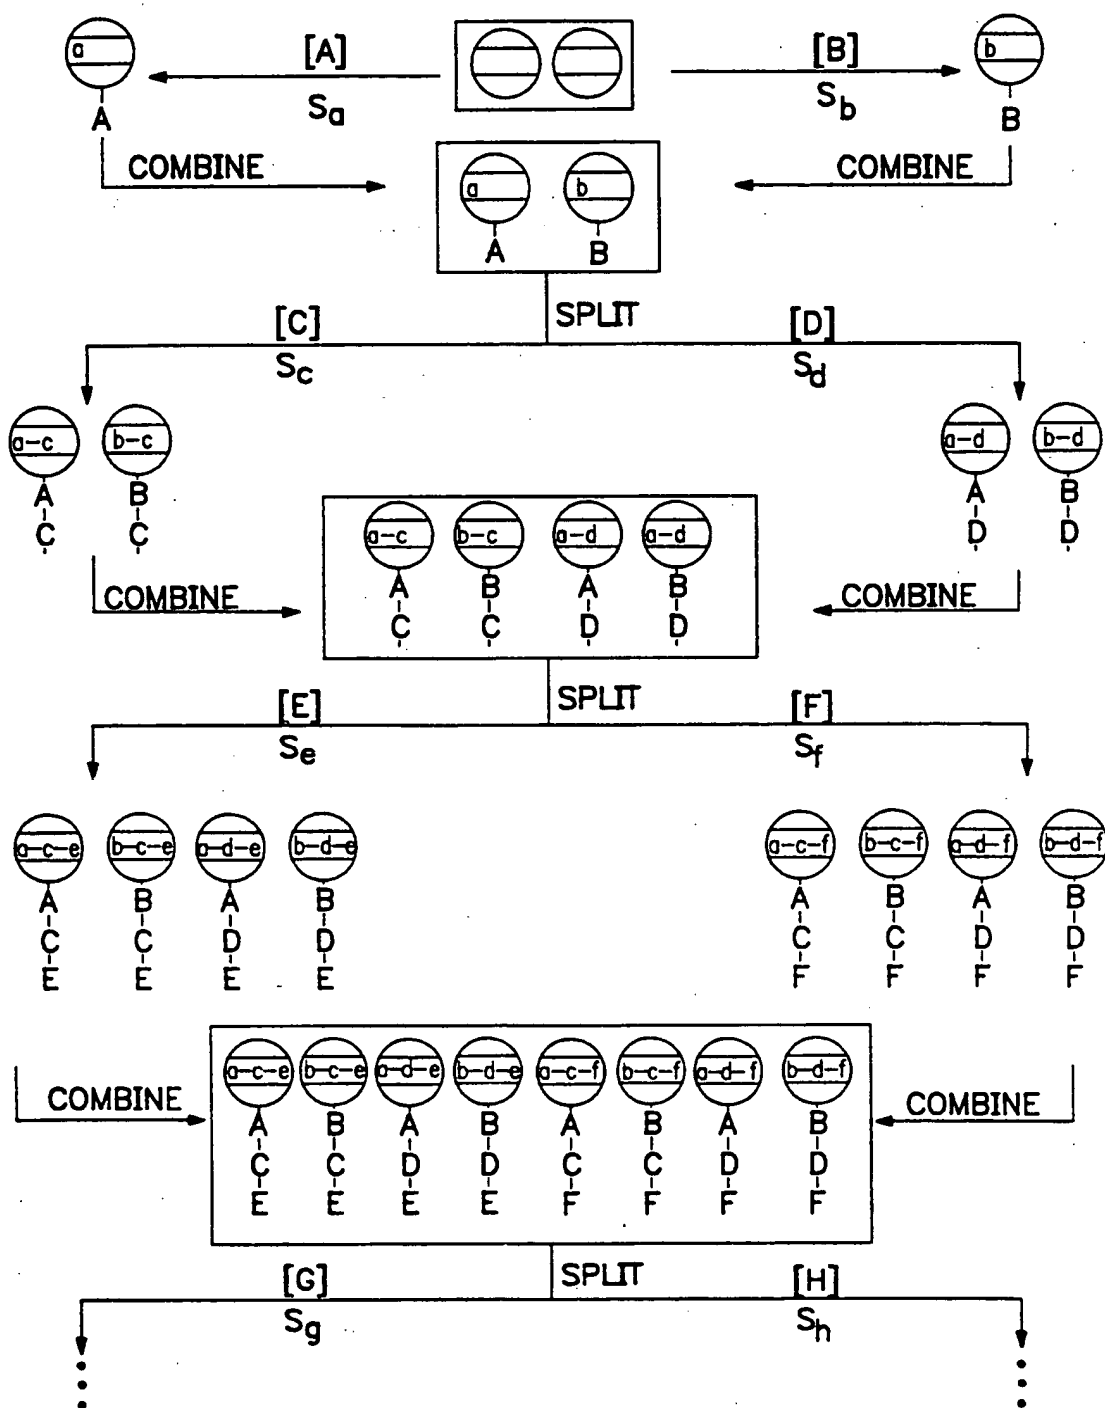 a [A] [B] b
Sa Sb
A B
COMBINE COMBINE
a b
A B
[C] SPLIT [D]
Sc Sd
a-c b-c a-d b-d
A B A B
C C D D
a-c b-c a-d a-d
COMBINE A B A B COMBINE
C C D D
[E] SPLIT [F]
Se Sf
a-c-e b-c-e a-d-e b-d-e a-c-f b-c-f a-d-f b-d-f
A B A B A B A B
C C D D C C D D
E E E E F F F F
a-c-e b-c-e a-d-e b-d-e a-c-f b-c-f a-d-f b-d-f
COMBINE COMBINE
A B A B A B A B
C C D D C C D D
E E E E F F F F
[G] SPLIT [H]
Sg Sh